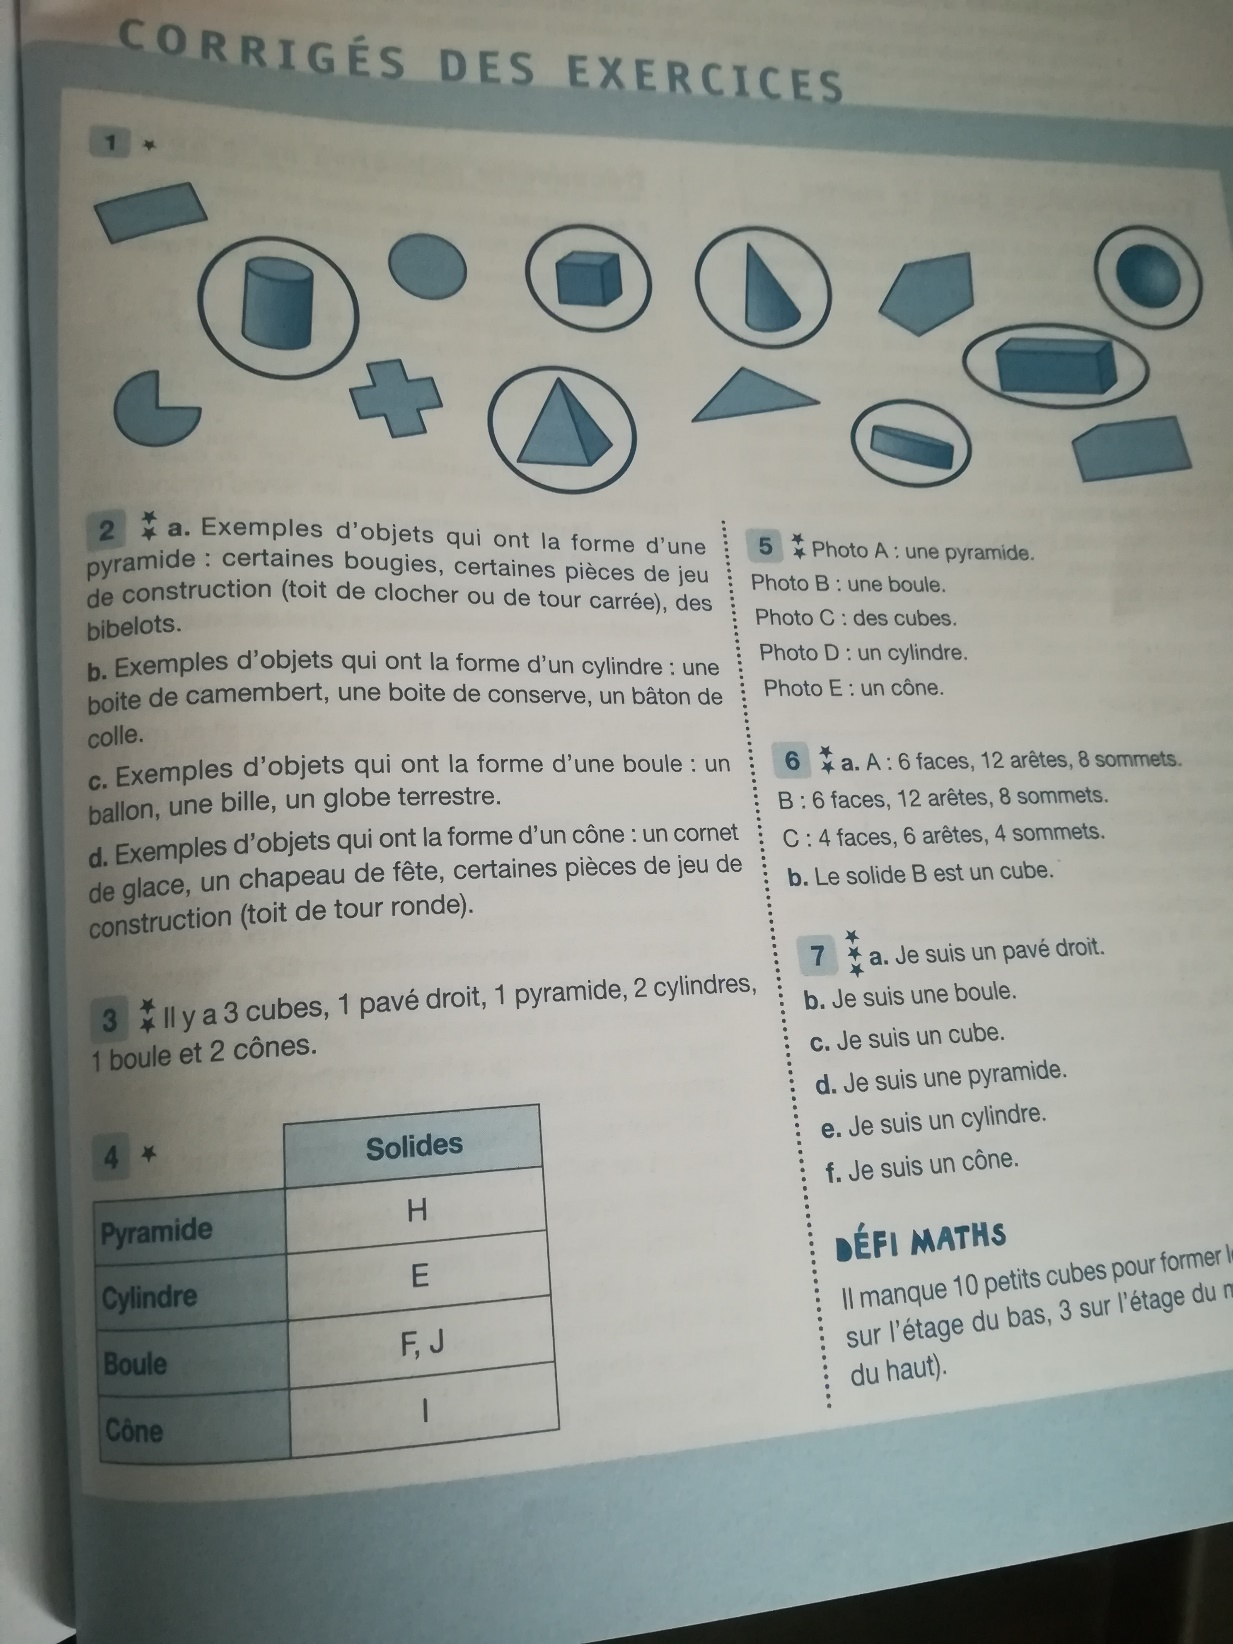 CORRIGÉS DES EXERCICES
1
2 a. Exemples d'objets qui ont la forme d'une
pyramide : certaines bougies, certaines pièces de jeu
de construction (toit de clocher ou de tour carrée), des
bibelots.
b. Exemples d'objets qui ont la forme d'un cylindre : une
boite de camembert, une boite de conserve, un bâton de
colle.
c. Exemples d'objets qui ont la forme d'une boule : un
ballon, une bille, un globe terrestre.
d. Exemples d'objets qui ont la forme d'un cône : un cornet
de glace, un chapeau de fête, certaines pièces de jeu de
construction (toit de tour ronde).
3 Il y a 3 cubes, 1 pavé droit, 1 pyramide, 2 cylindres,
1 boule et 2 cônes.
4
Solides
Pyramide H
Cylindre E
Boule F, J
Cône I
5 Photo A : une pyramide.
Photo B : une boule.
Photo C : des cubes.
Photo D : un cylindre.
Photo E : un cône.
6 a. A : 6 faces, 12 arêtes, 8 sommets.
B : 6 faces, 12 arêtes, 8 sommets.
C : 4 faces, 6 arêtes, 4 sommets.
b. Le solide B est un cube.
7 a. Je suis un pavé droit.
b. Je suis une boule.
c. Je suis un cube.
d. Je suis une pyramide.
e. Je suis un cylindre.
f. Je suis un cône.
DÉFI MATHS
Il manque 10 petits cubes pour former
sur l'étage du bas, 3 sur l'étage du
du haut).